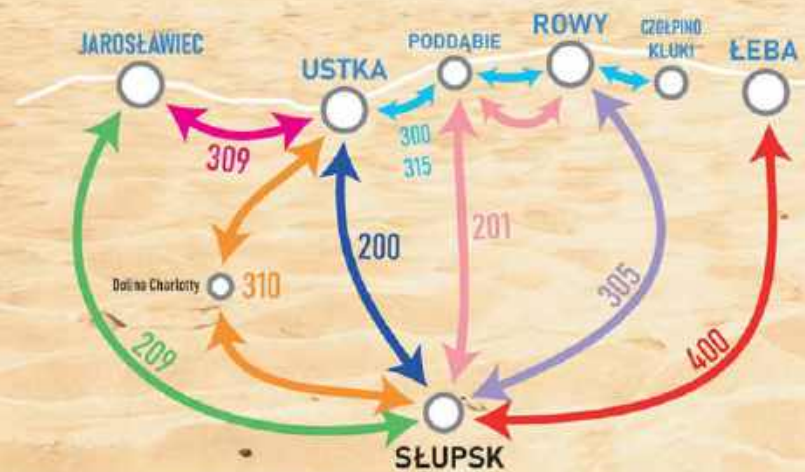 JAROSŁAWIEC
USTKA
PODDĄBIE
ROWY
CZOŁPINO
KLUKI
ŁEBA
309
300
315
200
201
Dolina Charlotty
310
305
209
400
SŁUPSK